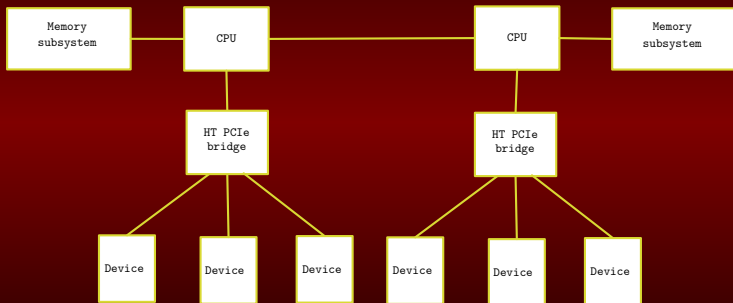 Memory
subsystem
CPU
CPU
Memory
subsystem
HT PCIe
bridge
HT PCIe
bridge
Device
Device
Device
Device
Device
Device